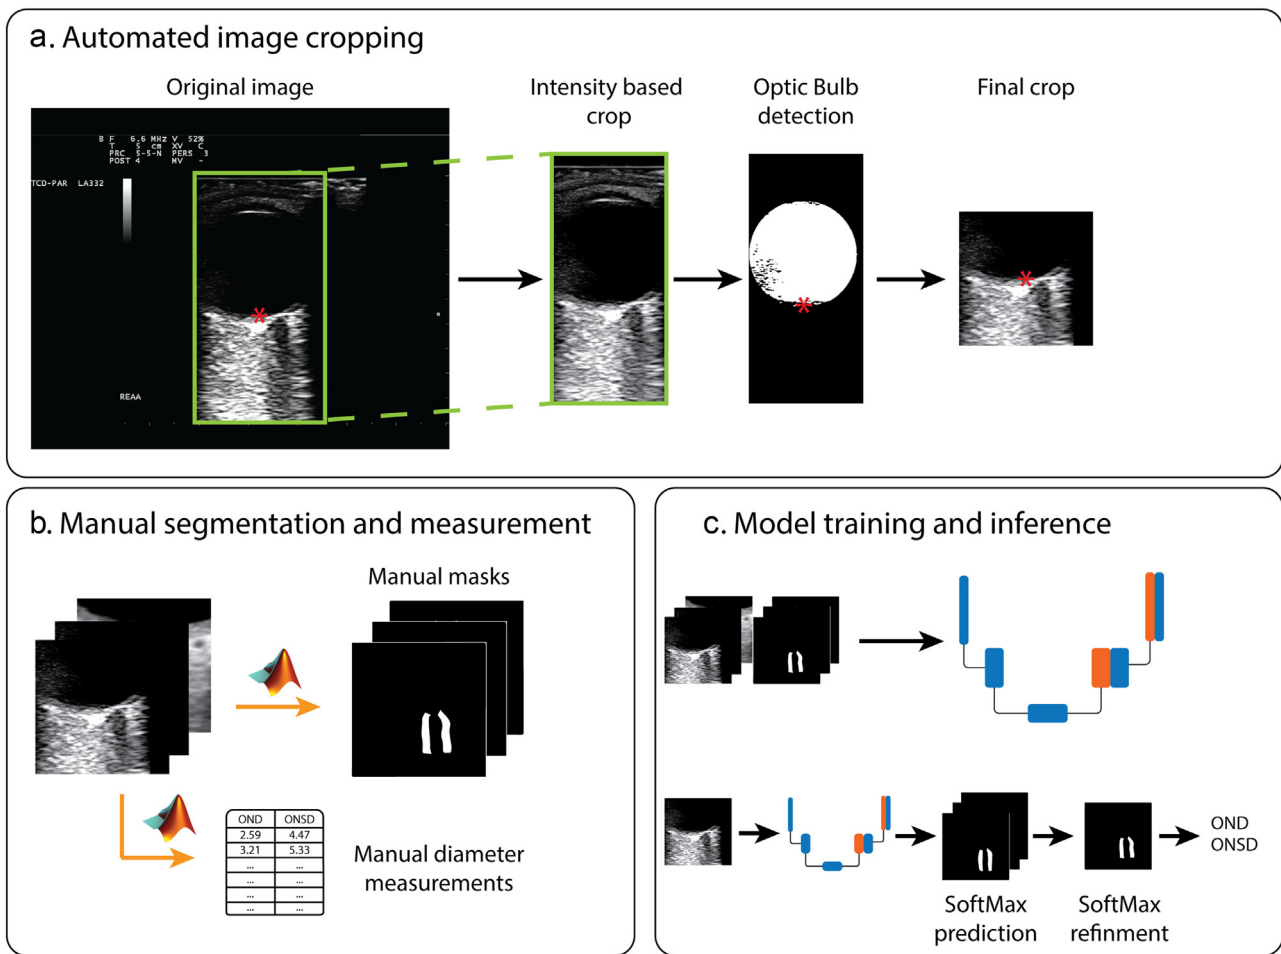 a. Automated image cropping
Original image
Intensity based
crop
Optic Bulb
detection
Final crop
B F 6.6 MHz V 52%
T 5 cm XV C
PRC 5-5-N PERS 3
POST 4 MV -
TCD-PAR LA332
REAA
*
*
*
b. Manual segmentation and measurement
Manual masks
OND ONSD
2.59 4.47
3.21 5.33
... ...
... ...
... ...
... ...
Manual diameter
measurements
c. Model training and inference
OND
ONSD
SoftMax
prediction
SoftMax
refinment